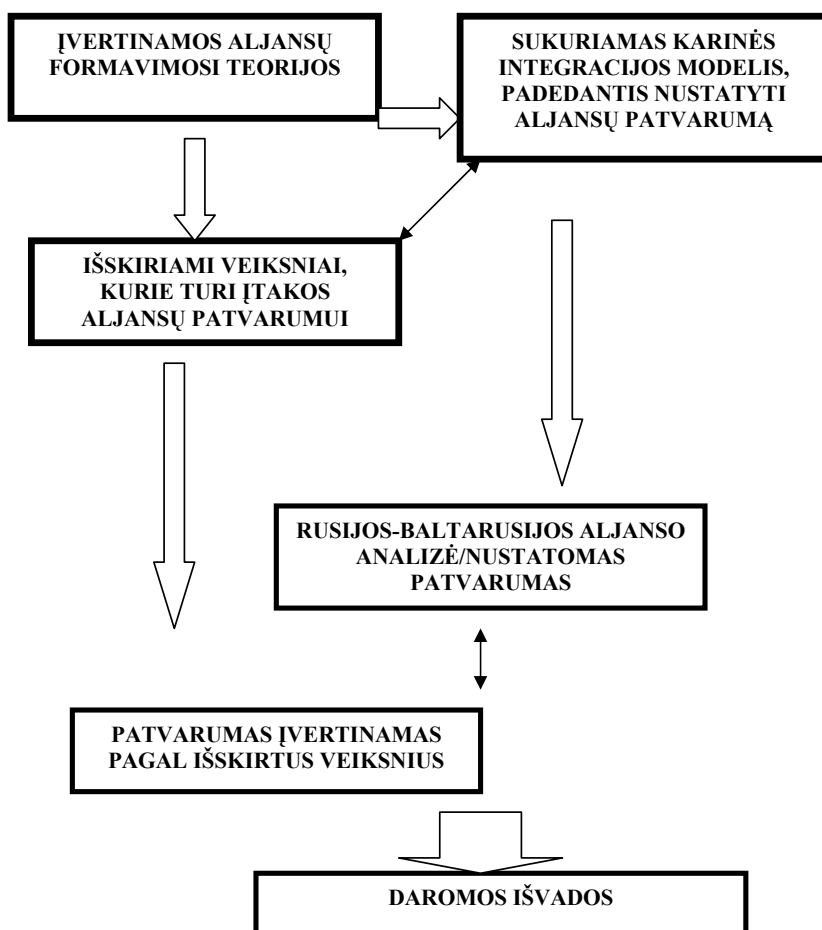 ĮVERTINAMOS ALJANSŲ
FORMAVIMOSI TEORIJOS
SUKURIAMAS KARINĖS
INTEGRACIJOS MODELIS,
PADEDANTIS NUSTATYTI
ALJANSŲ PATVARUMĄ
IŠSKIRIAMI VEIKSNIAI,
KURIE TURI ĮTAKOS
ALJANSŲ PATVARUMUI
RUSIJOS-BALTARUSIJOS ALJANSO
ANALIZĖ/NUSTATOMAS
PATVARUMAS
PATVARUMAS ĮVERTINAMAS
PAGAL IŠSKIRTUS VEIKSNIUS
DAROMOS IŠVADOS